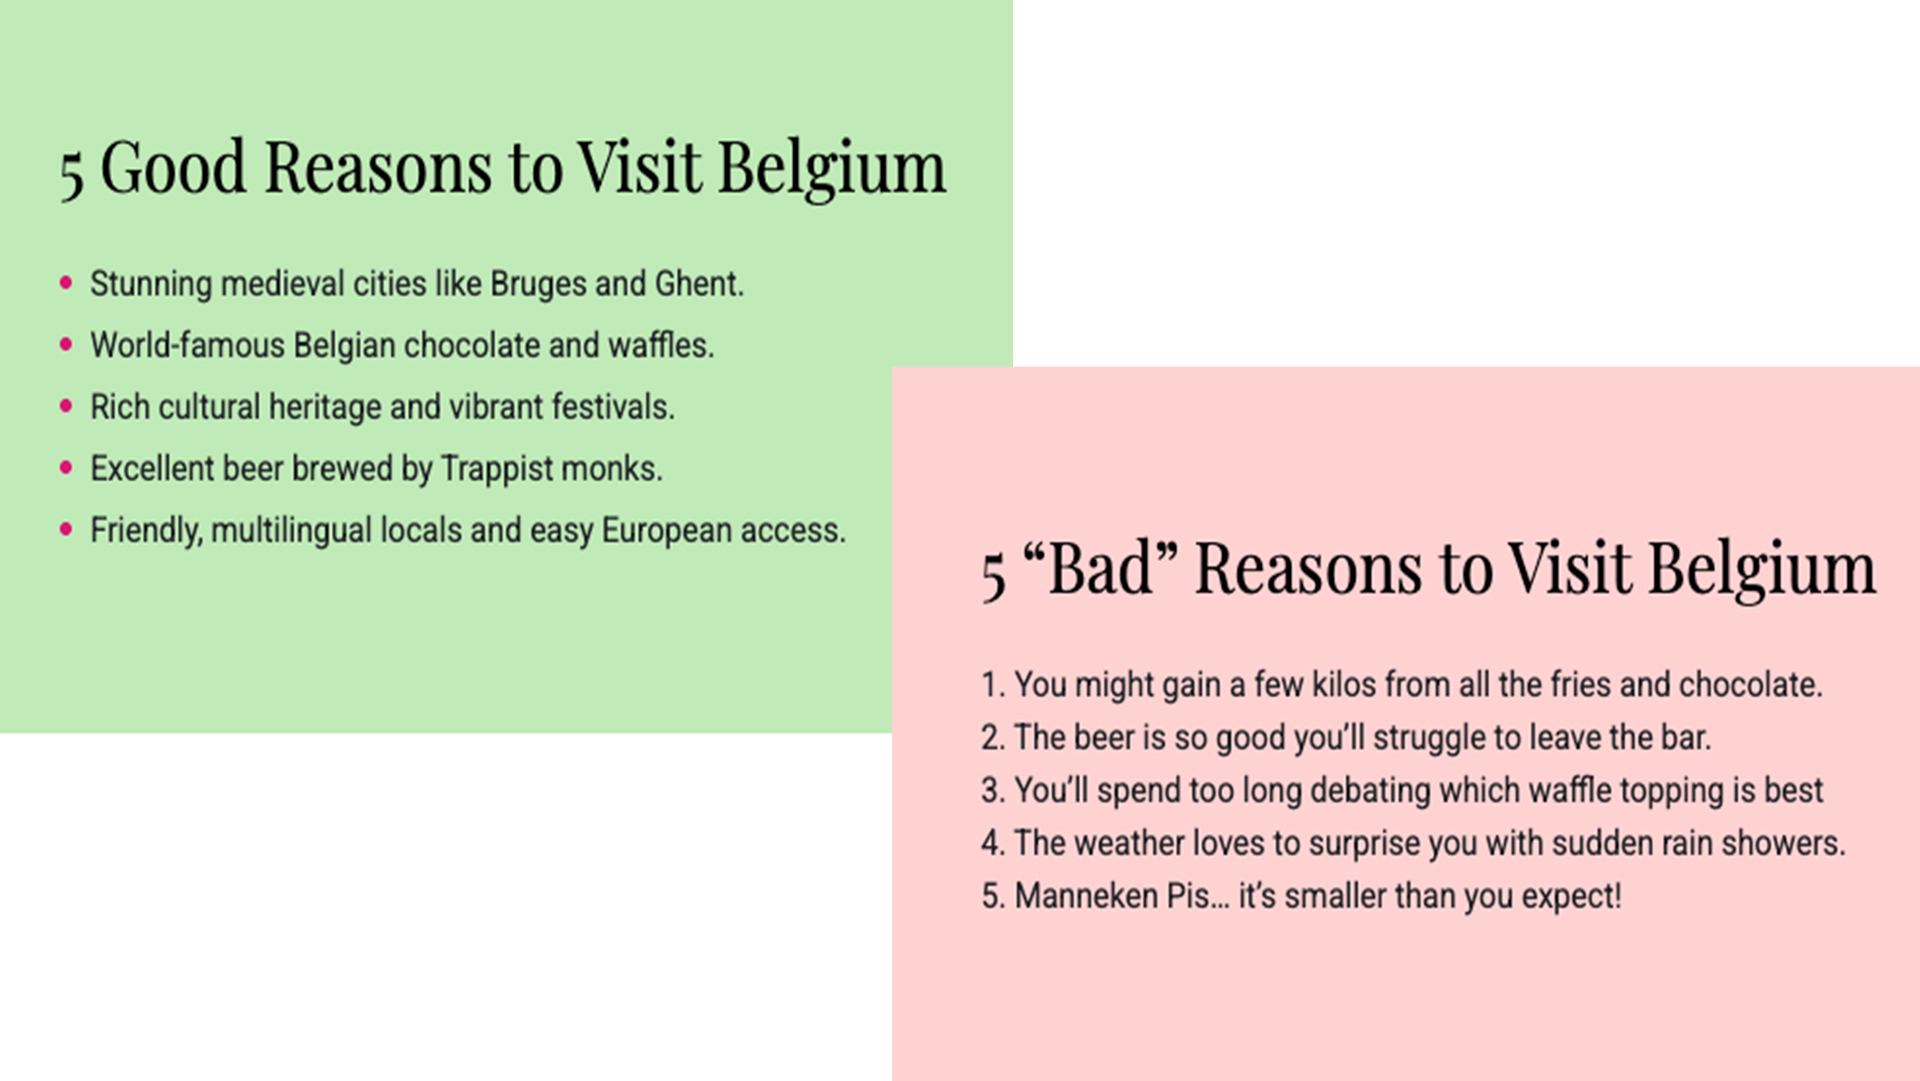 5 Good Reasons to Visit Belgium
• Stunning medieval cities like Bruges and Ghent.
• World-famous Belgian chocolate and waffles.
• Rich cultural heritage and vibrant festivals.
• Excellent beer brewed by Trappist monks.
• Friendly, multilingual locals and easy European access.
5 “Bad” Reasons to Visit Belgium
1. You might gain a few kilos from all the fries and chocolate.
2. The beer is so good you’ll struggle to leave the bar.
3. You’ll spend too long debating which waffle topping is best
4. The weather loves to surprise you with sudden rain showers.
5. Manneken Pis… it’s smaller than you expect!